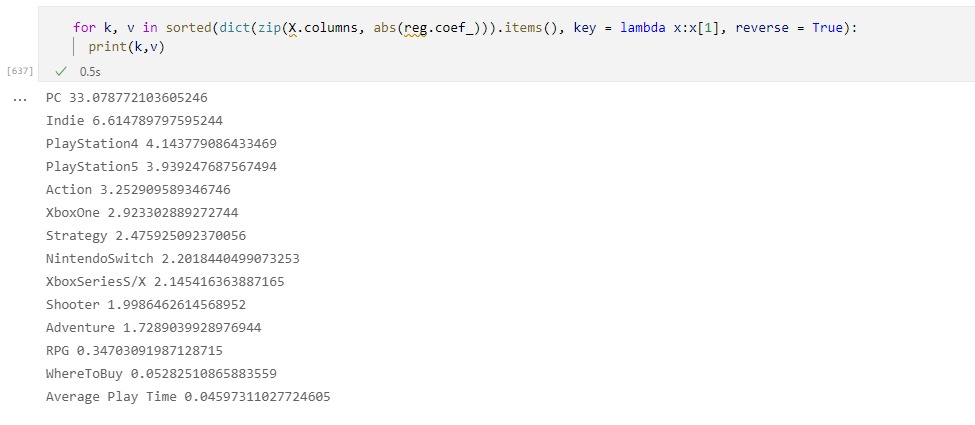 for k, v in sorted(dict(zip(X.columns, abs(reg.coef_))).items(), key = lambda x:x[1], reverse = True):
print(k,v)
[637] ✓ 0.5s
... PC 33.078772103605246
Indie 6.614789797595244
PlayStation4 4.143779086433469
PlayStation5 3.939247687567494
Action 3.252909589346746
XboxOne 2.923302889272744
Strategy 2.475925092370056
NintendoSwitch 2.2018440499073253
XboxSeriesS/X 2.145416363887165
Shooter 1.9986462614568952
Adventure 1.7289039928976944
RPG 0.34703091987128715
WhereToBuy 0.05282510865883559
Average Play Time 0.04597311027724605